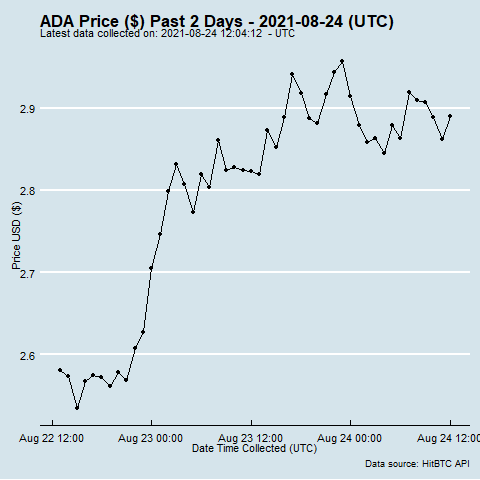 ADA Price ($) Past 2 Days - 2021-08-24 (UTC)
Latest data collected on: 2021-08-24 12:04:12 - UTC
2.9
2.8
2.7
2.6
Price USD ($)
Aug 22 12:00 Aug 23 00:00 Aug 23 12:00 Aug 24 00:00 Aug 24 12:00
Date Time Collected (UTC)
Data source: HitBTC API